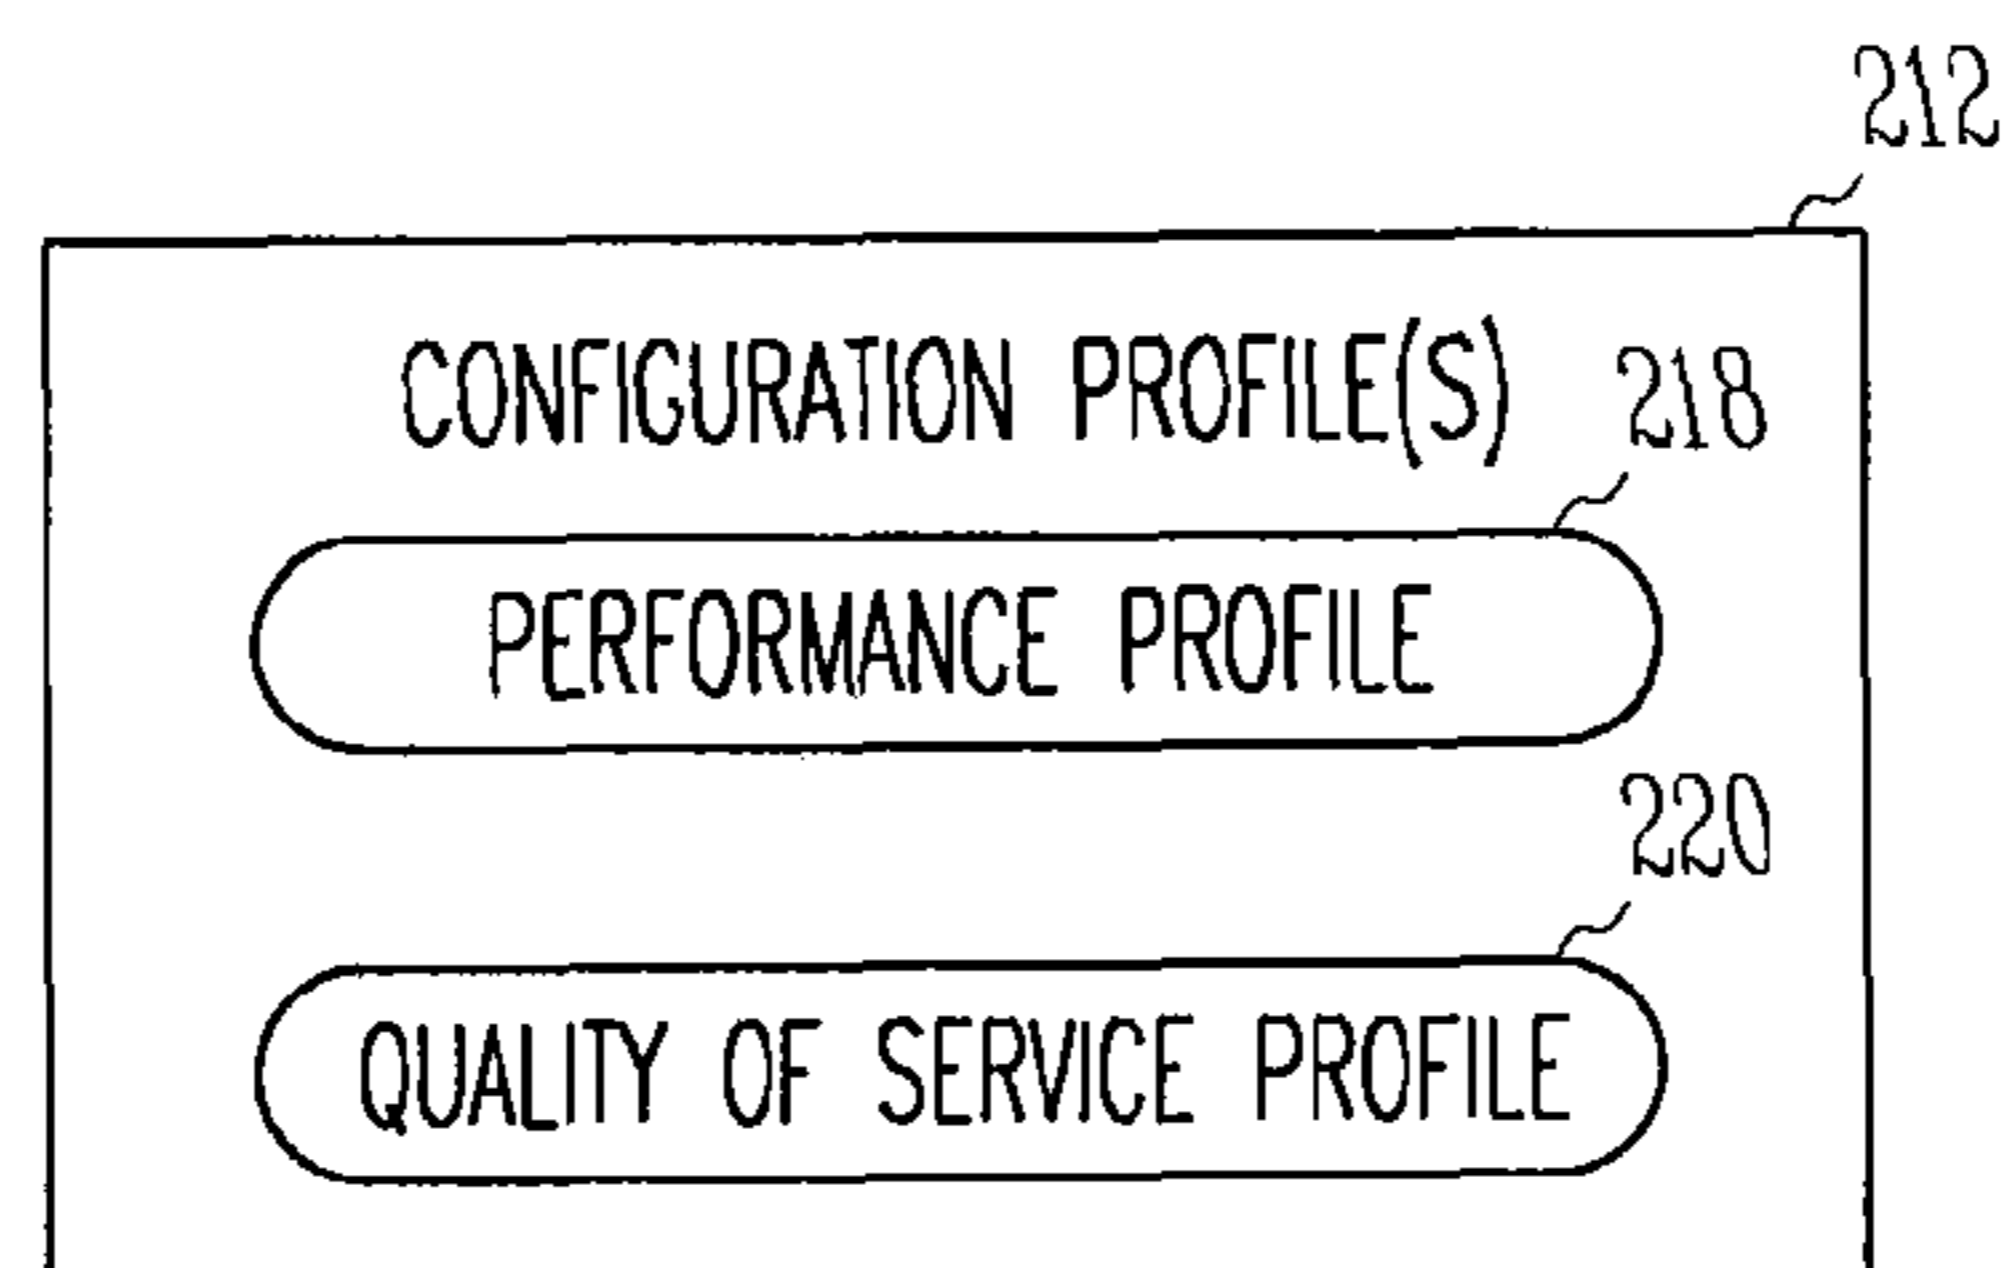 212
CONFIGURATION PROFILE(S)
218
PERFORMANCE PROFILE
220
QUALITY OF SERVICE PROFILE